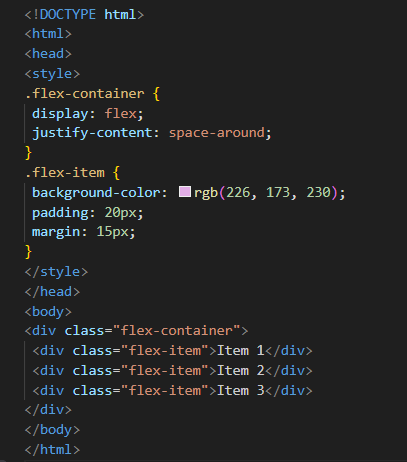 <!DOCTYPE html>
<html>
<head>
<style>
.flex-container {
 display: flex;
 justify-content: space-around;
}
.flex-item {
 background-color: rgb(226, 173, 230);
 padding: 20px;
 margin: 15px;
}
</style>
</head>
<body>
<div class="flex-container">
 <div class="flex-item">Item 1</div>
 <div class="flex-item">Item 2</div>
 <div class="flex-item">Item 3</div>
</div>
</body>
</html>